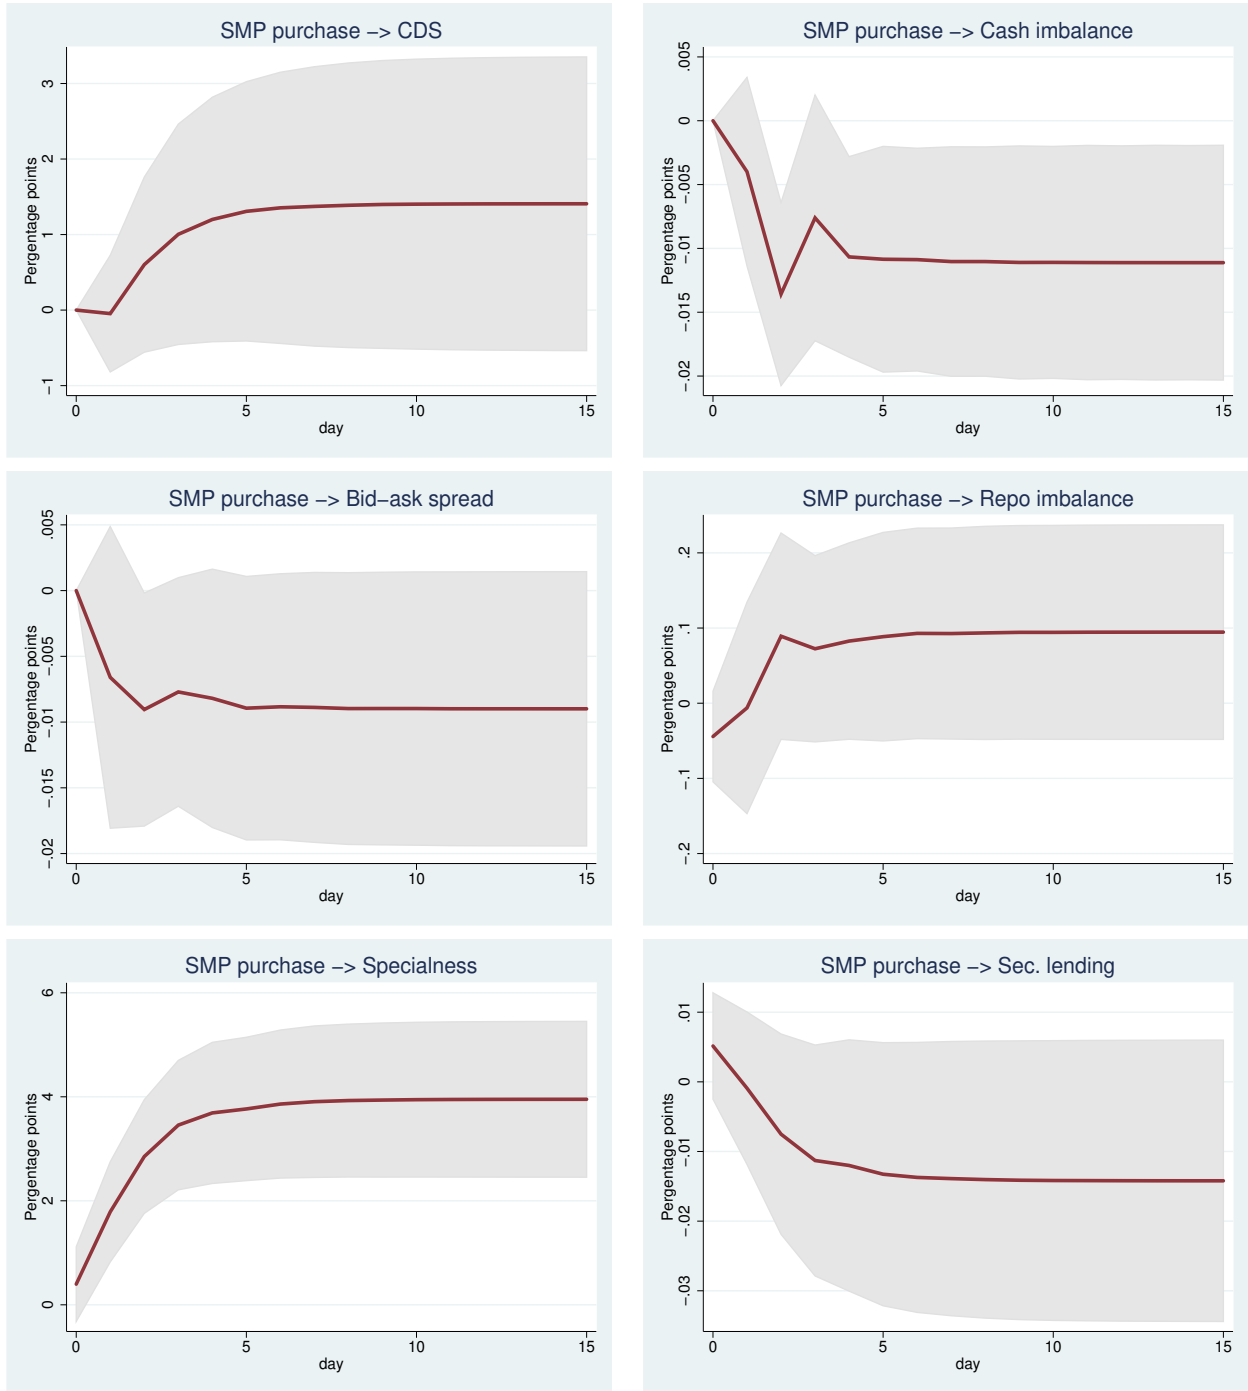 SMP purchase −> CDS
Pergentage points
3
2
1
0
−1
0 5 10 15
day
SMP purchase −> Cash imbalance
Pergentage points
.005
0
−.005
−.01
−.015
−.02
0 5 10 15
day
SMP purchase −> Bid−ask spread
Pergentage points
.005
0
−.005
−.01
−.015
−.02
0 5 10 15
day
SMP purchase −> Repo imbalance
Pergentage points
.2
.1
0
−.1
−.2
0 5 10 15
day
SMP purchase −> Specialness
Pergentage points
6
4
2
0
0 5 10 15
day
SMP purchase −> Sec. lending
Pergentage points
.01
0
−.01
−.02
−.03
0 5 10 15
day